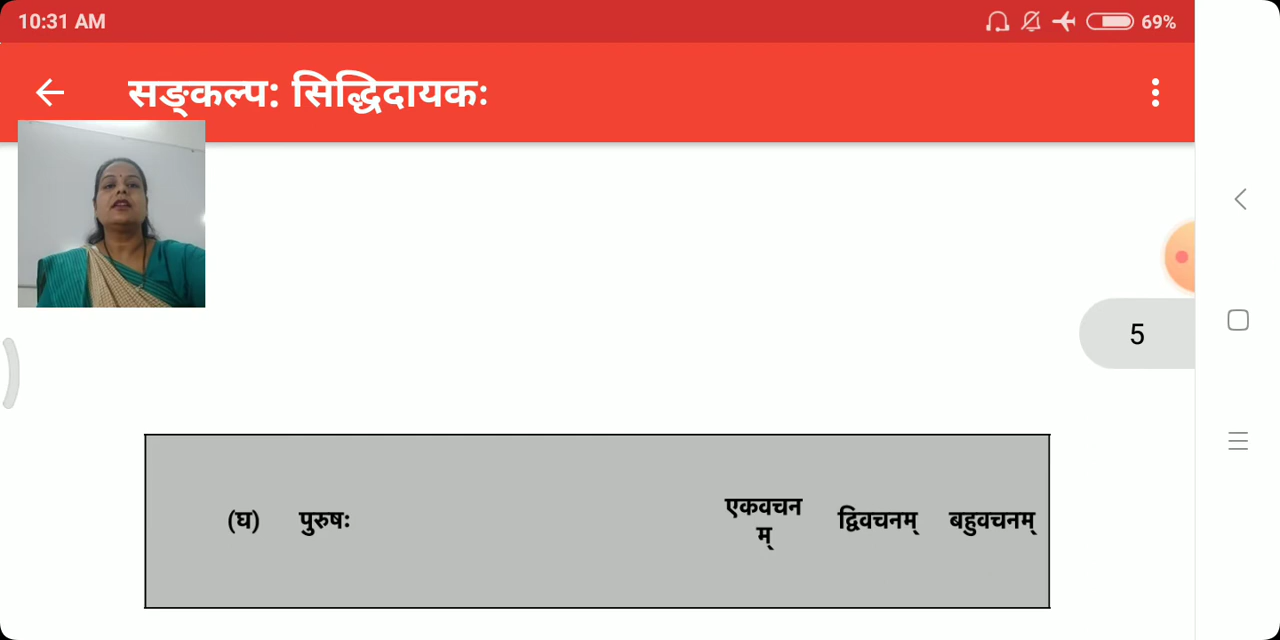 10:31 AM 69%
सङ्कल्प: सिद्धिदायकः
5
(घ) पुरुषः एकवचन
म् द्विवचनम् बहुवचनम्